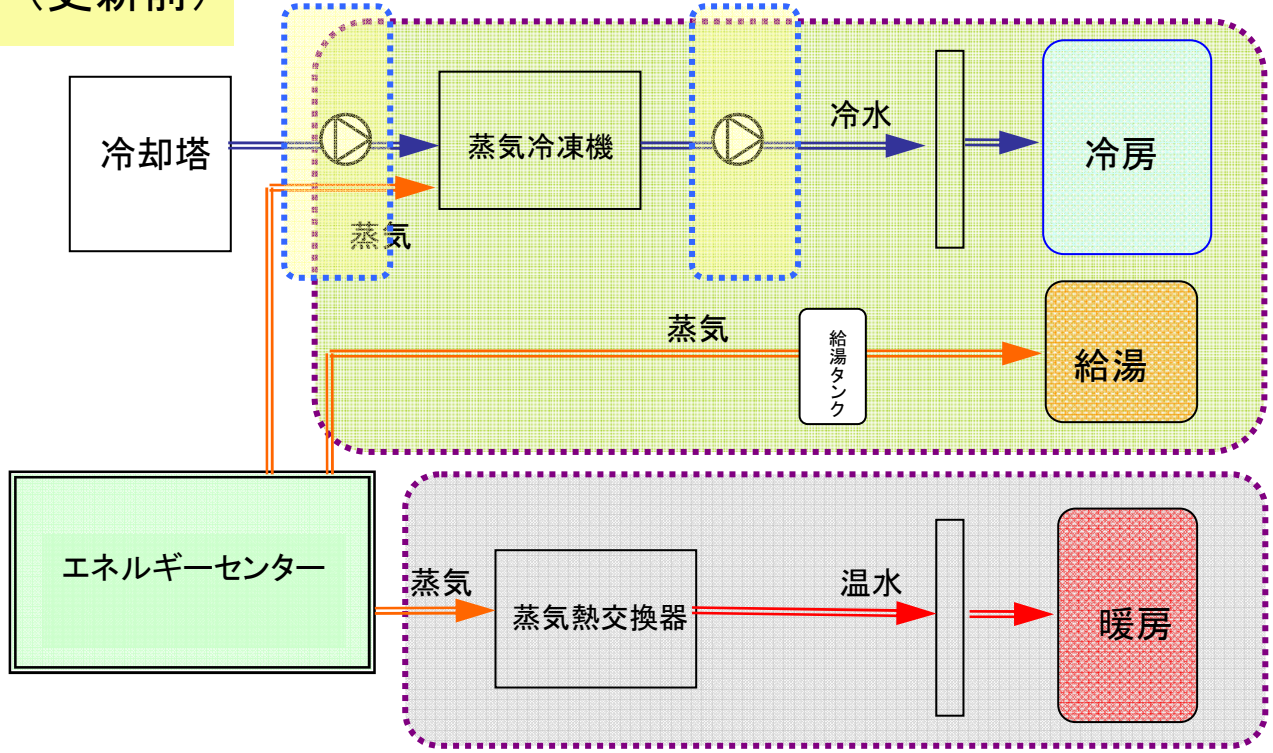 （更新前）
冷却塔
蒸気冷凍機
冷水
冷房
蒸気
蒸気
給湯タンク
給湯
エネルギーセンター
蒸気
蒸気熱交換器
温水
暖房